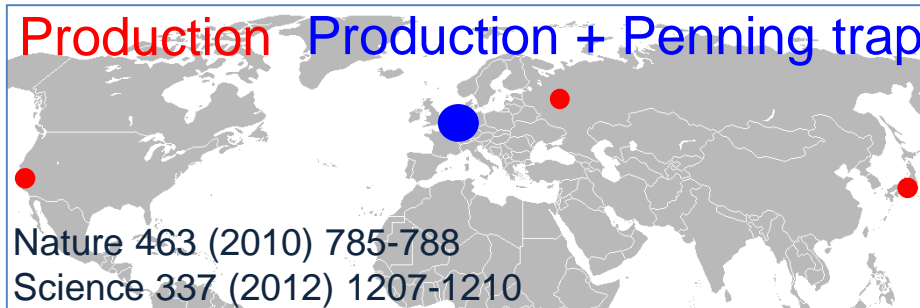 Production Production + Penning trap
Nature 463 (2010) 785-788
Science 337 (2012) 1207-1210